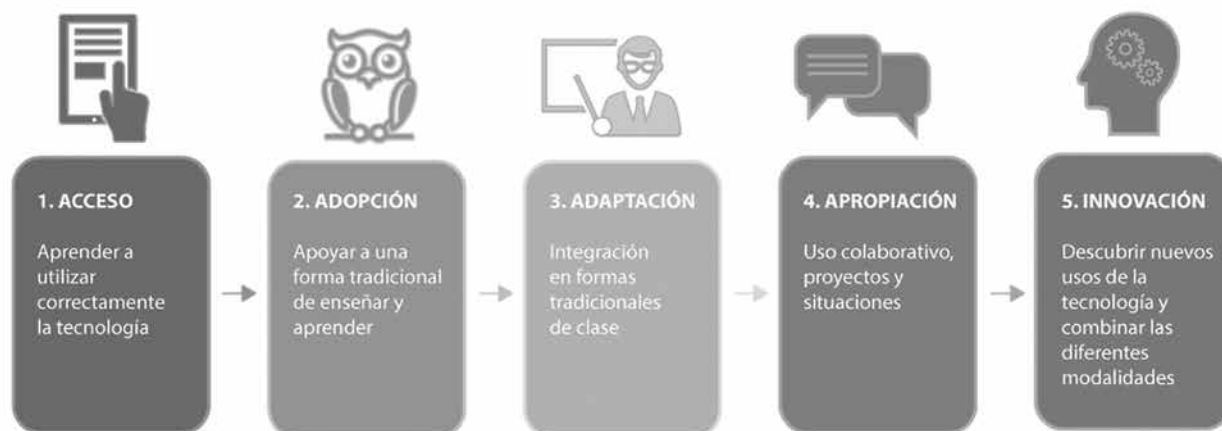 1. ACCESO
Aprender a
utilizar
correctamente
la tecnología
2. ADOPCIÓN
Apoyar a una
forma tradicional
de enseñar y
aprender
3. ADAPTACIÓN
Integración
en formas
tradicionales
de clase
4. APROPIACIÓN
Uso colaborativo,
proyectos y
situaciones
5. INNOVACIÓN
Descubrir nuevos
usos de la
tecnología y
combinar las
diferentes
modalidades